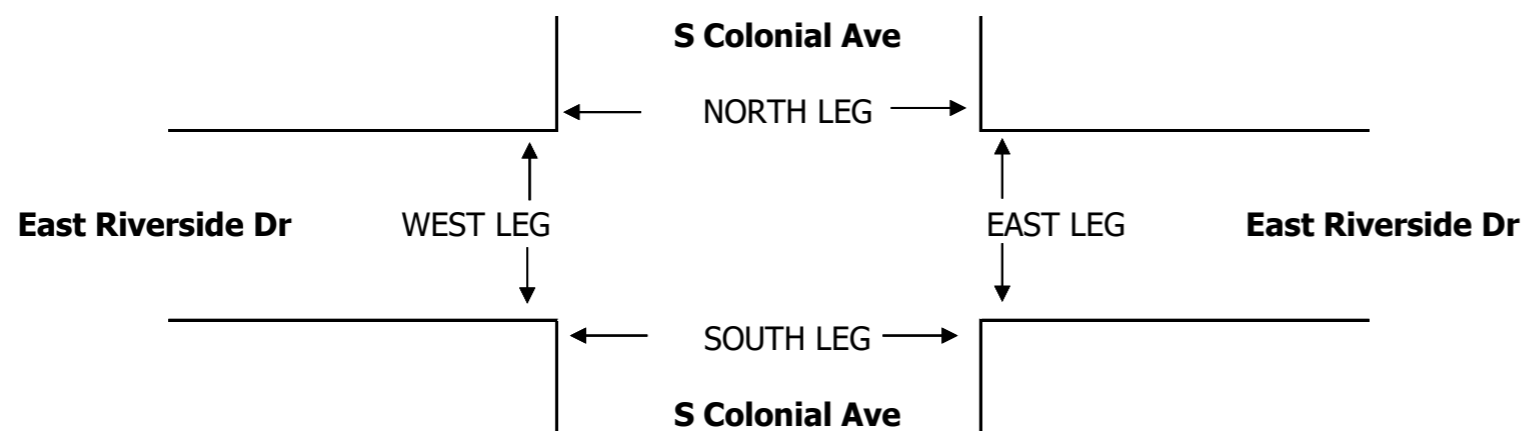 S Colonial Ave
NORTH LEG
East Riverside Dr WEST LEG EAST LEG East Riverside Dr
SOUTH LEG
S Colonial Ave